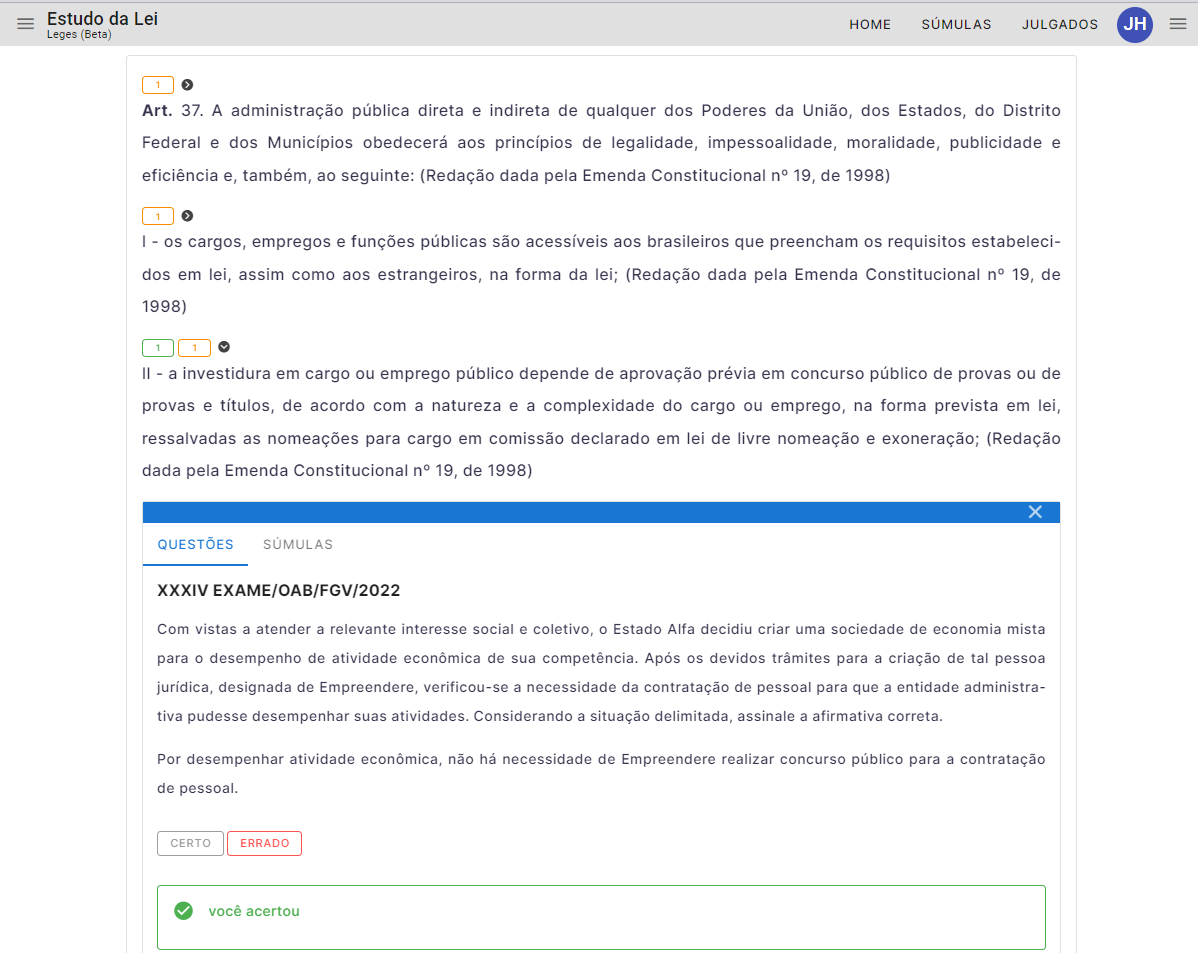 Estudo da Lei
Leges (Beta)
HOME SÚMULAS JULGADOS JH
1
Art. 37. A administração pública direta e indireta de qualquer dos Poderes da União, dos Estados, do Distrito
Federal e dos Municípios obedecerá aos princípios de legalidade, impessoalidade, moralidade, publicidade e
eficiência e, também, ao seguinte: (Redação dada pela Emenda Constitucional nº 19, de 1998)
1
I - os cargos, empregos e funções públicas são acessíveis aos brasileiros que preencham os requisitos estabeleci-
dos em lei, assim como aos estrangeiros, na forma da lei; (Redação dada pela Emenda Constitucional nº 19, de
1998)
1 1
II - a investidura em cargo ou emprego público depende de aprovação prévia em concurso público de provas ou de
provas e títulos, de acordo com a natureza e a complexidade do cargo ou emprego, na forma prevista em lei,
ressalvadas as nomeações para cargo em comissão declarado em lei de livre nomeação e exoneração; (Redação
dada pela Emenda Constitucional nº 19, de 1998)
QUESTÕES SÚMULAS
XXXIV EXAME/OAB/FGV/2022
Com vistas a atender a relevante interesse social e coletivo, o Estado Alfa decidiu criar uma sociedade de economia mista
para o desempenho de atividade econômica de sua competência. Após os devidos trâmites para a criação de tal pessoa
jurídica, designada de Empreendere, verificou-se a necessidade da contratação de pessoal para que a entidade administra-
tiva pudesse desempenhar suas atividades. Considerando a situação delimitada, assinale a afirmativa correta.
Por desempenhar atividade econômica, não há necessidade de Empreendere realizar concurso público para a contratação
de pessoal.
CERTO ERRADO
você acertou